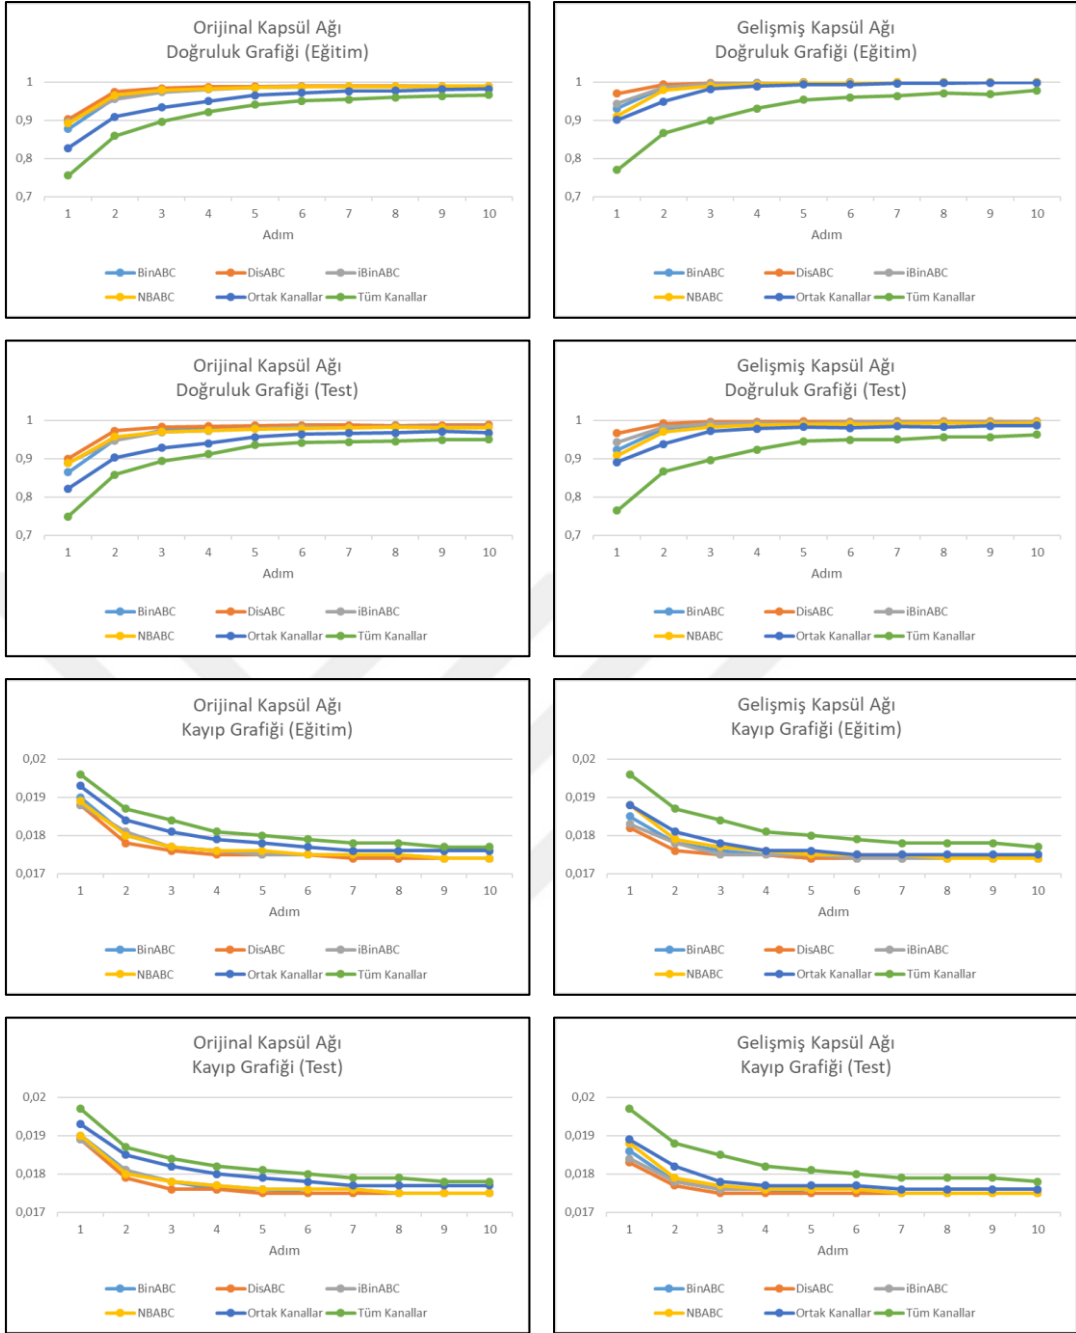 Orijinal Kapsül Ağı
Doğruluk Grafiği (Eğitim)
1
0,9
0,8
0,7
1 2 3 4 5 6 7 8 9 10
Adım
BinABC DisABC iBinABC
NBABC Ortak Kanallar Tüm Kanallar
Gelişmiş Kapsül Ağı
Doğruluk Grafiği (Eğitim)
1
0,9
0,8
0,7
1 2 3 4 5 6 7 8 9 10
Adım
BinABC DisABC iBinABC
NBABC Ortak Kanallar Tüm Kanallar
Orijinal Kapsül Ağı
Doğruluk Grafiği (Test)
1
0,9
0,8
0,7
1 2 3 4 5 6 7 8 9 10
Adım
BinABC DisABC iBinABC
NBABC Ortak Kanallar Tüm Kanallar
Gelişmiş Kapsül Ağı
Doğruluk Grafiği (Test)
1
0,9
0,8
0,7
1 2 3 4 5 6 7 8 9 10
Adım
BinABC DisABC iBinABC
NBABC Ortak Kanallar Tüm Kanallar
Orijinal Kapsül Ağı
Kayıp Grafiği (Eğitim)
0,02
0,019
0,018
0,017
1 2 3 4 5 6 7 8 9 10
Adım
BinABC DisABC iBinABC
NBABC Ortak Kanallar Tüm Kanallar
Gelişmiş Kapsül Ağı
Kayıp Grafiği (Eğitim)
0,02
0,019
0,018
0,017
1 2 3 4 5 6 7 8 9 10
Adım
BinABC DisABC iBinABC
NBABC Ortak Kanallar Tüm Kanallar
Orijinal Kapsül Ağı
Kayıp Grafiği (Test)
0,02
0,019
0,018
0,017
1 2 3 4 5 6 7 8 9 10
Adım
BinABC DisABC iBinABC
NBABC Ortak Kanallar Tüm Kanallar
Gelişmiş Kapsül Ağı
Kayıp Grafiği (Test)
0,02
0,019
0,018
0,017
1 2 3 4 5 6 7 8 9 10
Adım
BinABC DisABC iBinABC
NBABC Ortak Kanallar Tüm Kanallar